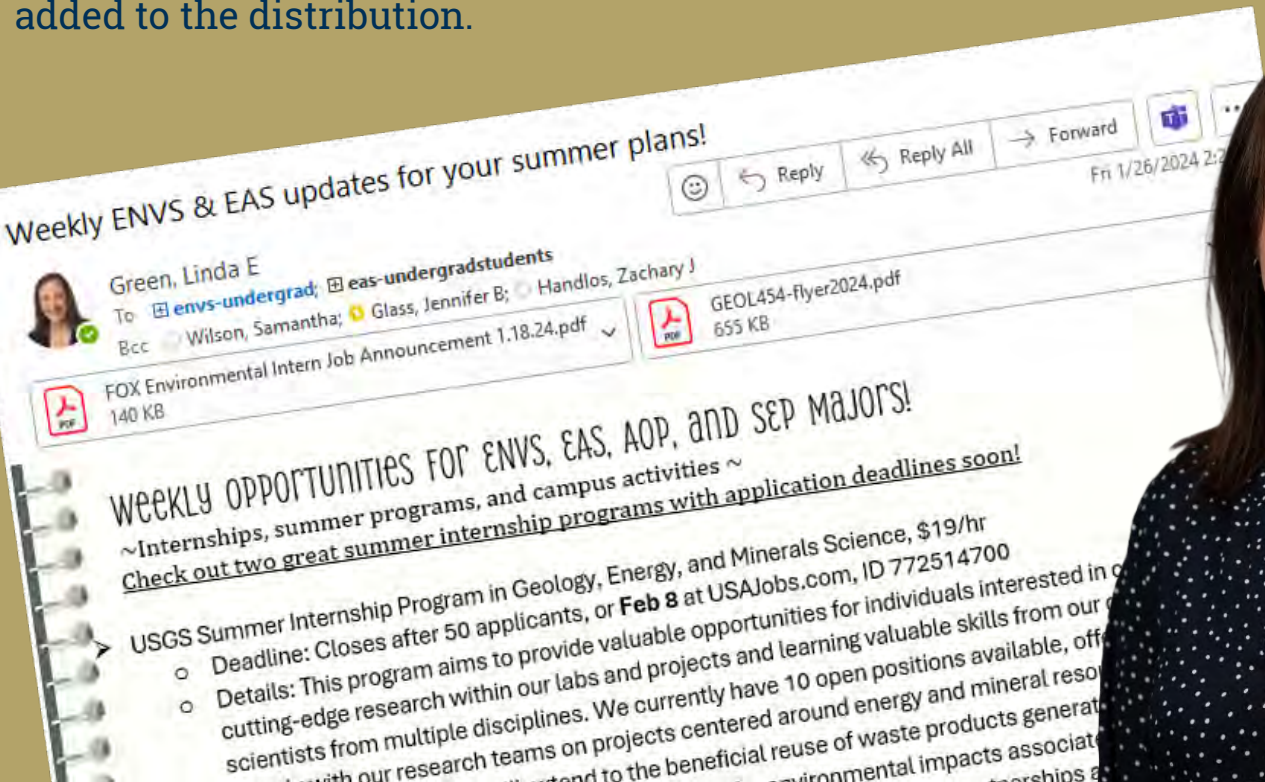 added to the distribution.
Weekly ENVS & EAS updates for your summer plans!
Reply
Reply All
Forward
Fri 1/26/2024
Green, Linda E
To envs-undergrad; eas-undergradstudents
Bcc Wilson, Samantha; Glass, Jennifer B; Handlos, Zachary J
FOX Environmental Intern Job Announcement 1.18.24.pdf
140 KB
GEOL454-flyer2024.pdf
655 KB
PDF
PDF
Weekly Opportunities for ENVS, EAS, AOP, and SEP Majors!
~Internships, summer programs, and campus activities ~
Check out two great summer internship programs with application deadlines soon!
USGS Summer Internship Program in Geology, Energy, and Minerals Science, $19/hr
Deadline: Closes after 50 applicants, or Feb 8 at USAJobs.com, ID 772514700
Details: This program aims to provide valuable opportunities for individuals interested in
cutting-edge research within our labs and projects and learning valuable skills from our
scientists from multiple disciplines. We currently have 10 open positions available,
with our research teams on projects centered around energy and mineral
to the beneficial reuse of waste products
impacts